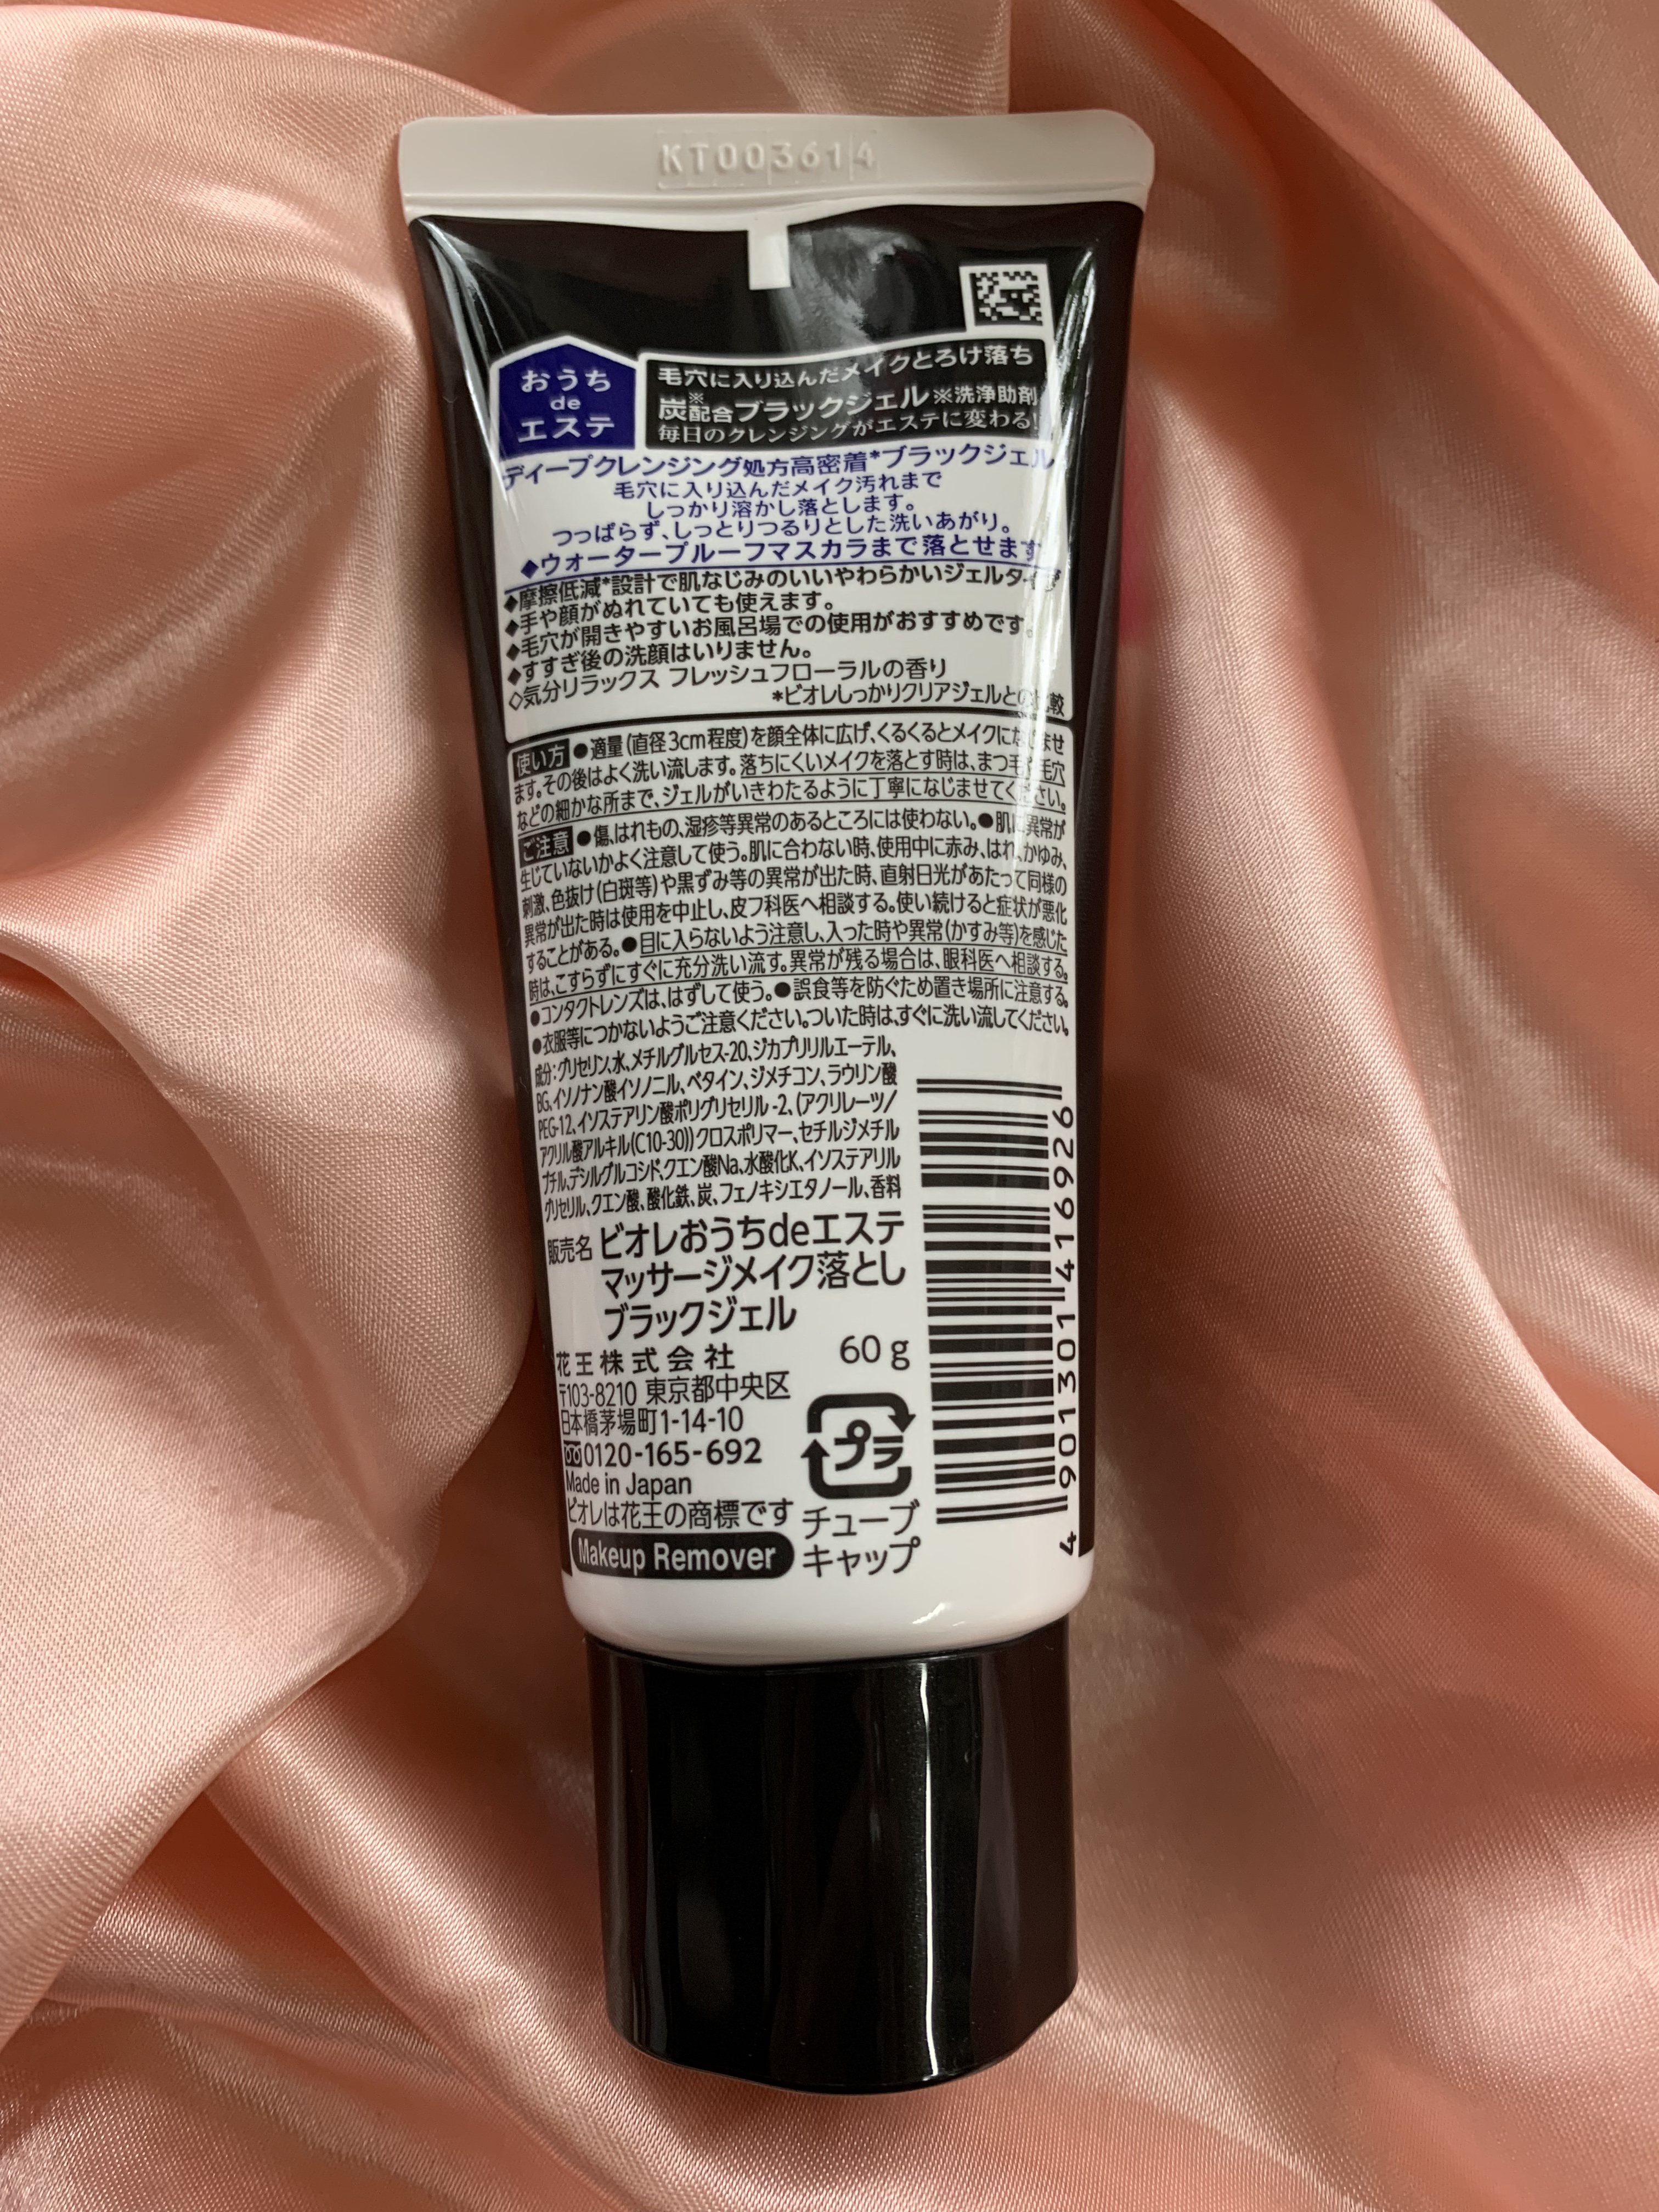 KT003614
おうち
de
エステ
毛穴に入り込んだメイクとろけ落ち
炭※配合ブラックジェル ※洗浄助剤
毎日のクレンジングがエステに変わる!
ディープクレンジング処方高密着*ブラックジェル
毛穴に入り込んだメイク汚れまで
しっかり溶かし落とします。
つっぱらず、しっとりつるりとした洗いあがり。
◆ウォータープルーフマスカラまで落とせます
◆摩擦低減*設計で肌なじみのいいやわらかいジェルタイプ
◆手や顔がぬれていても使えます。
◆毛穴が開きやすいお風呂場での使用がおすすめです。
◆すすぎ後の洗顔はいりません。
◇気分リラックス フレッシュフローラルの香り
*ビオレしっかりクリアジェルとの比較
使い方 ●適量(直径3cm程度)を顔全体に広げ、くるくるとメイクになじませ
ます。その後はよく洗い流します。落ちにくいメイクを落とす時は、まつ毛や毛穴
などの細かな所まで、ジェルがいきわたるように丁寧になじませてください。
ご注意 ●傷、はれもの、湿疹等異常のあるところには使わない。●肌に異常が
生じていないかよく注意して使う。肌に合わない時、使用中に赤み、はれ、かゆみ、
刺激、色抜け(白斑等)や黒ずみ等の異常が出た時、直射日光があたって同様の
異常が出た時は使用を中止し、皮フ科医へ相談する。使い続けると症状が悪化
することがある。●目に入らないよう注意し、入った時や異常(かすみ等)を感じた
時は、こすらずにすぐに充分洗い流す。異常が残る場合は、眼科医へ相談する。
●コンタクトレンズは、はずして使う。●誤食等を防ぐため置き場所に注意する。
●衣服等につかないようご注意ください。ついた時は、すぐに洗い流してください。
成分:グリセリン、水、メチルグルセス-20、ジカプリリルエーテル、
BG、イソノナン酸イソノニル、ベタイン、ジメチコン、ラウリン酸
PEG-12、イソステアリン酸ポリグリセリル-2、(アクリレーツ/
アクリル酸アルキル(C10-30))クロスポリマー、セチルジメチル
ブチル、デシルグルコシド、クエン酸Na、水酸化K、イソステアリル
グリセリル、クエン酸、酸化鉄、炭、フェノキシエタノール、香料
販売名 ビオレおうちdeエステ
マッサージメイク落とし
ブラックジェル
60g
花王株式会社
〒103-8210 東京都中央区
日本橋茅場町1-14-10
0120-165-692
Made in Japan
ビオレは花王の商標です
Makeup Remover
プラ
チューブ
キャップ
4 901301 416926